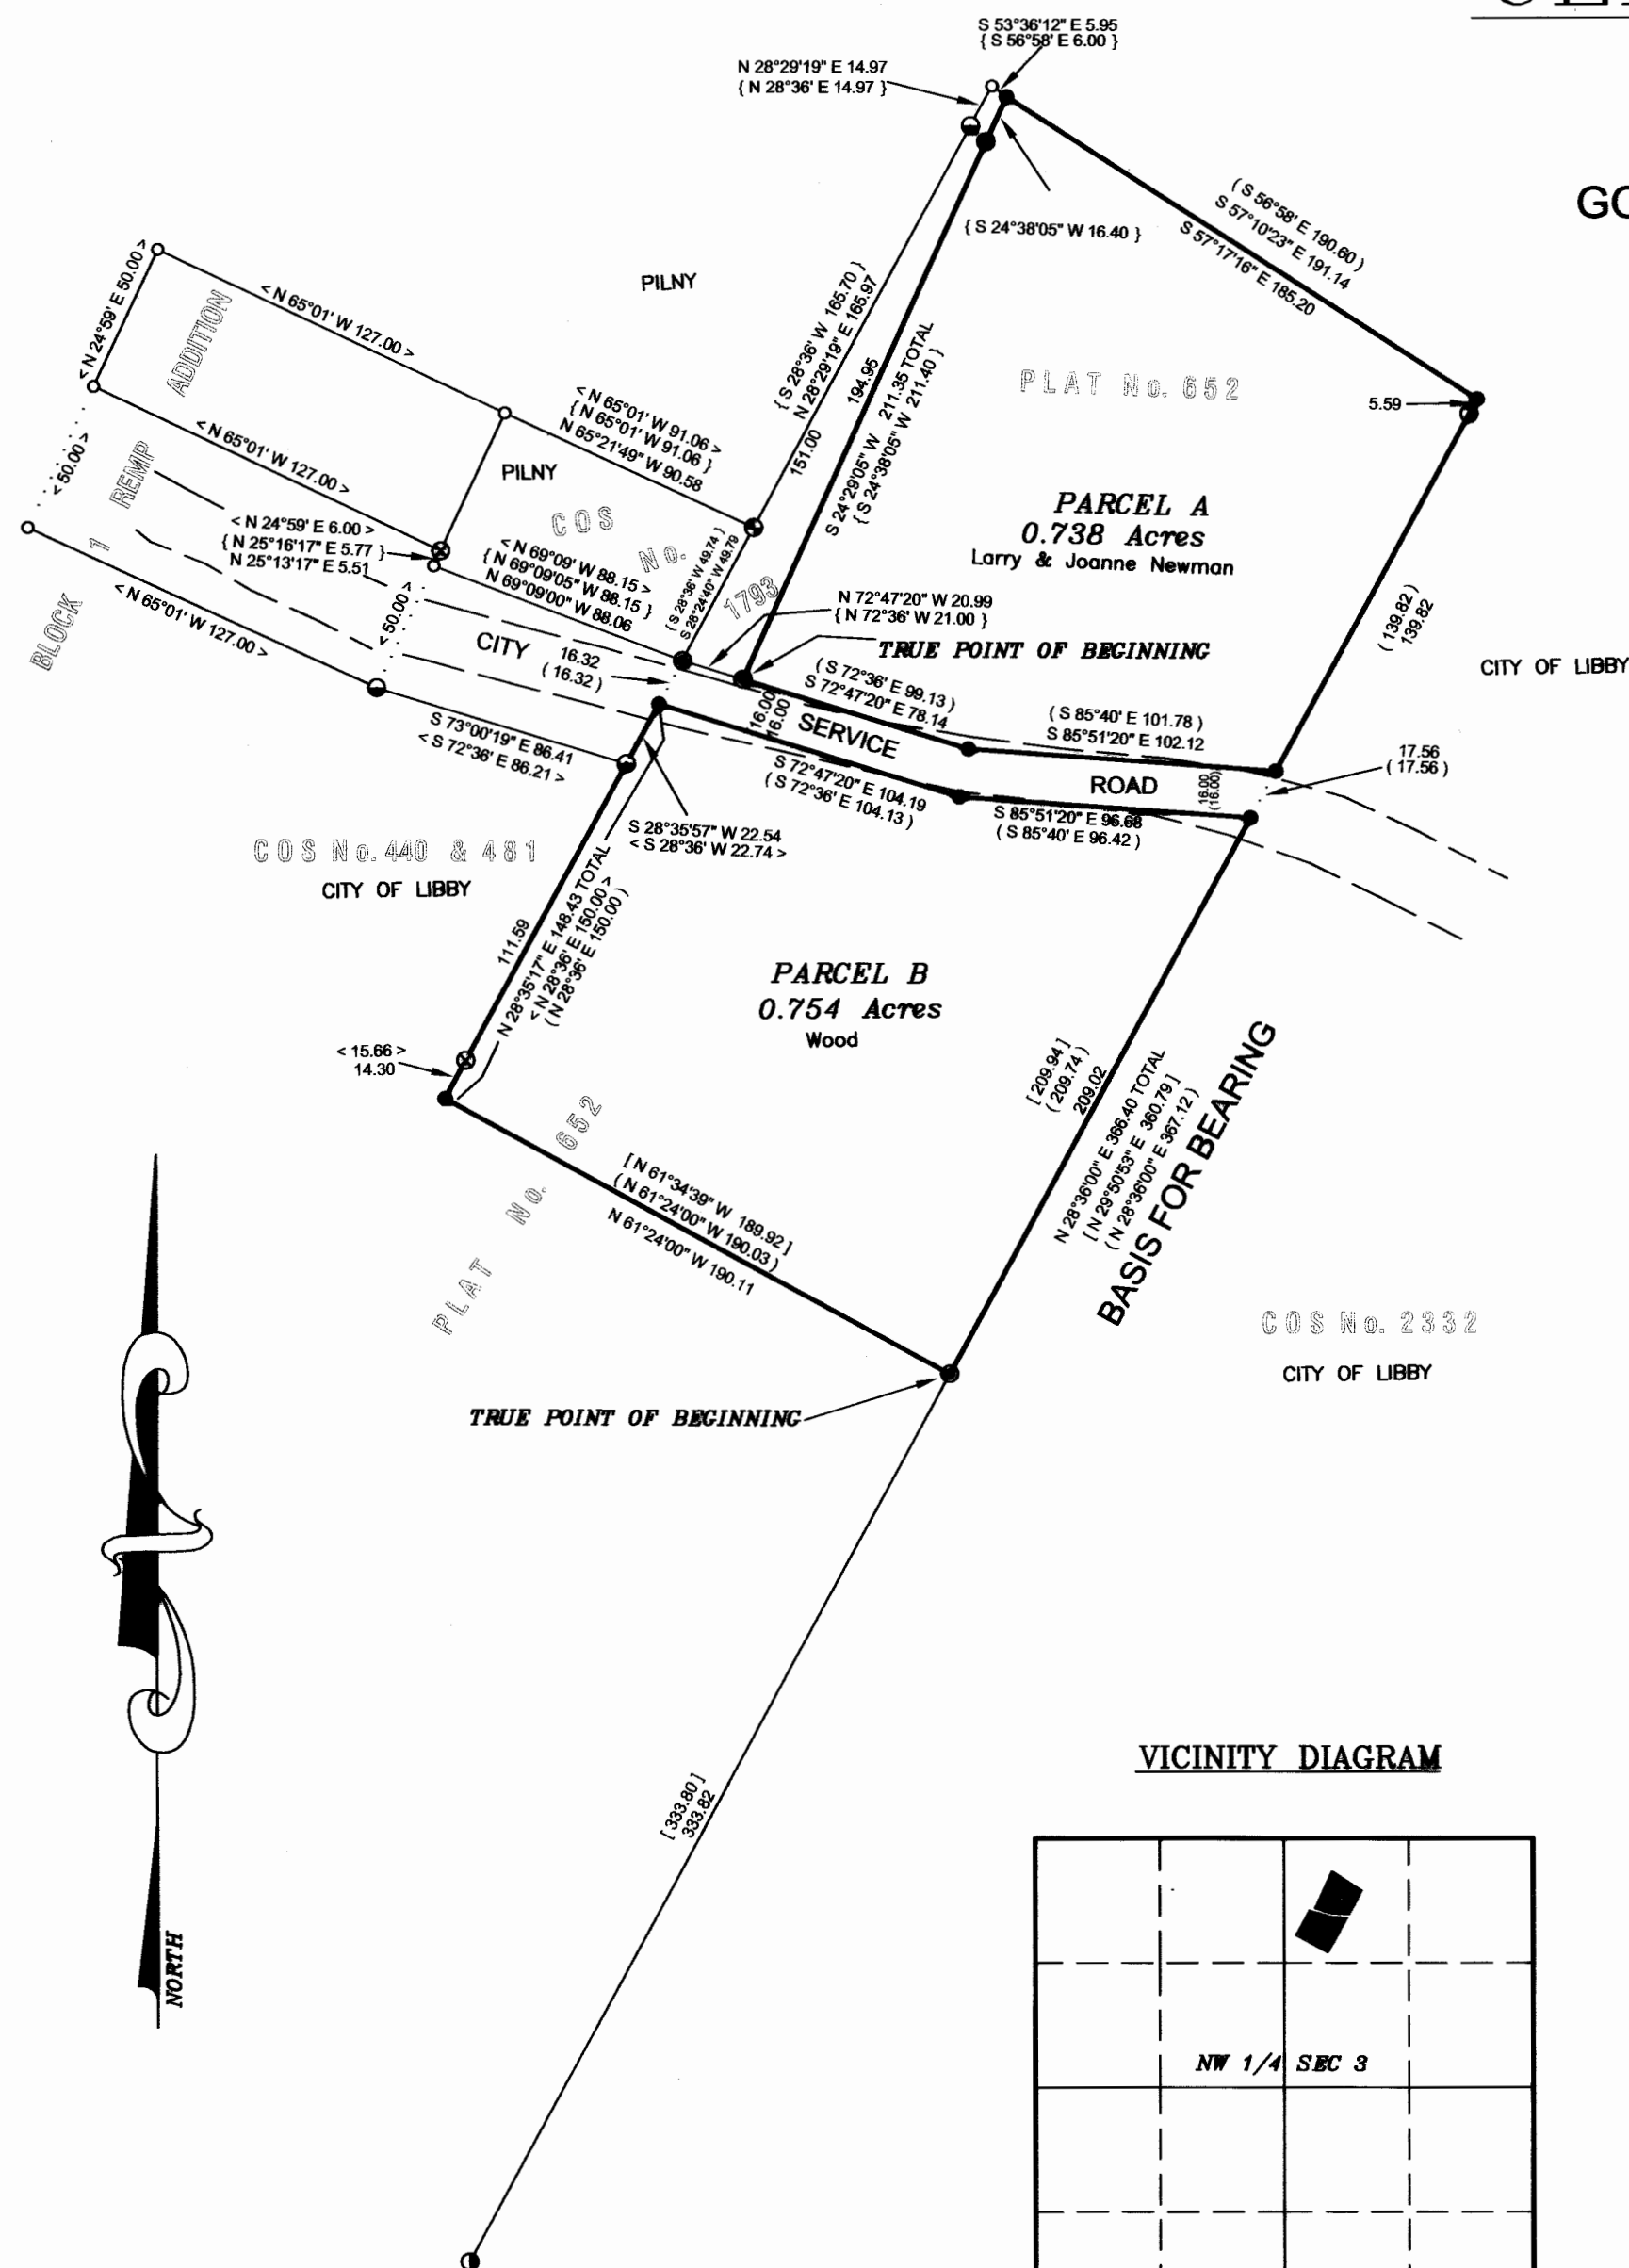 S 53°36'12" E 5.95
{ S 56°58' E 6.00 }
N 28°29'19" E 14.97
{ N 28°36' E 14.97 }
GO
( S 56°58' E 190.60 )
S 57°10'23" E 191.14
S 57°17'16" E 185.20
{ S 24°38'05" W 16.40 }
PILNY
< N 24°59' E 50.00 >
< N 65°01' W 127.00 >
ADDITION
{ S 28°36' W 165.70 }
N 28°29'19" E 165.97
151.00
194.95
S 24°29'05" W 211.35 TOTAL
{ S 24°38'05" W 211.40 }
PLAT No. 652
5.59
< N 65°01' W 91.06 >
{ N 65°01' W 91.06 }
N 65°21'49" W 90.58
< N 65°01' W 127.00 >
< 50.00 >
REMP
PILNY
PARCEL A
0.738 Acres
Larry & Joanne Newman
COS No. 1793
< N 24°59' E 6.00 >
{ N 25°16'17" E 5.77 }
N 25°13'17" E 5.51
< N 69°09' W 88.15 >
{ N 69°09'05" W 88.15 }
N 69°09'00" W 88.06
{ S 28°36' W 49.74 }
S 28°24'40" W 49.79
1
BLOCK
< N 65°01' W 127.00 >
< 50.00 >
N 72°47'20" W 20.99
{ N 72°36' W 21.00 }
TRUE POINT OF BEGINNING
( 139.82 )
139.82
CITY OF LIBBY
CITY
16.32
( 16.32 )
( S 72°36' E 99.13 )
S 72°47'20" E 78.14
( S 85°40' E 101.78 )
S 85°51'20" E 102.12
16.00
16.00
SERVICE
ROAD
16.00
(16.00)
17.56
( 17.56 )
S 73°00'19" E 86.41
< S 72°36' E 86.21 >
S 72°47'20" E 104.19
( S 72°36' E 104.13 )
S 85°51'20" E 96.68
( S 85°40' E 96.42 )
S 28°35'57" W 22.54
< S 28°36' W 22.74 >
COS No. 440 & 481
CITY OF LIBBY
111.59
N 28°35'17" E 148.43 TOTAL
< N 28°36' E 150.00 >
( N 28°36' E 150.00 )
PARCEL B
0.754 Acres
Wood
< 15.66 >
14.30
[ 209.94 ]
( 209.74 )
209.02
N 28°36'00" E 366.40 TOTAL
[ N 29°50'53" E 360.79 ]
( N 28°36'00" E 367.12 )
BASIS FOR BEARING
PLAT No. 652
[ N 61°34'39" W 189.92 ]
( N 61°24'00" W 190.03 )
N 61°24'00" W 190.11
COS No. 2332
CITY OF LIBBY
TRUE POINT OF BEGINNING
[ 333.80 ]
333.82
NORTH
VICINITY DIAGRAM
NW 1/4 SEC 3